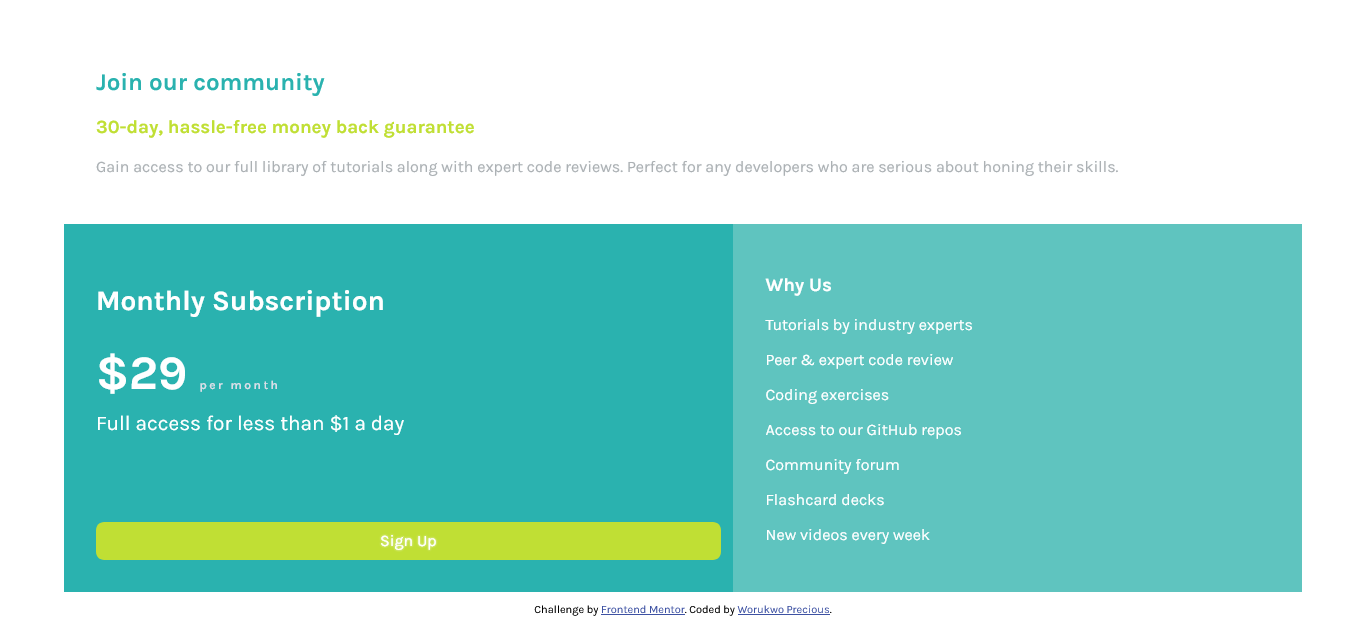 Join our community
30-day, hassle-free money back guarantee
Gain access to our full library of tutorials along with expert code reviews. Perfect for any developers who are serious about honing their skills.
Monthly Subscription
$29 per month
Full access for less than $1 a day
Sign Up
Why Us
Tutorials by industry experts
Peer & expert code review
Coding exercises
Access to our GitHub repos
Community forum
Flashcard decks
New videos every week
Challenge by Frontend Mentor. Coded by Worukwo Precious.